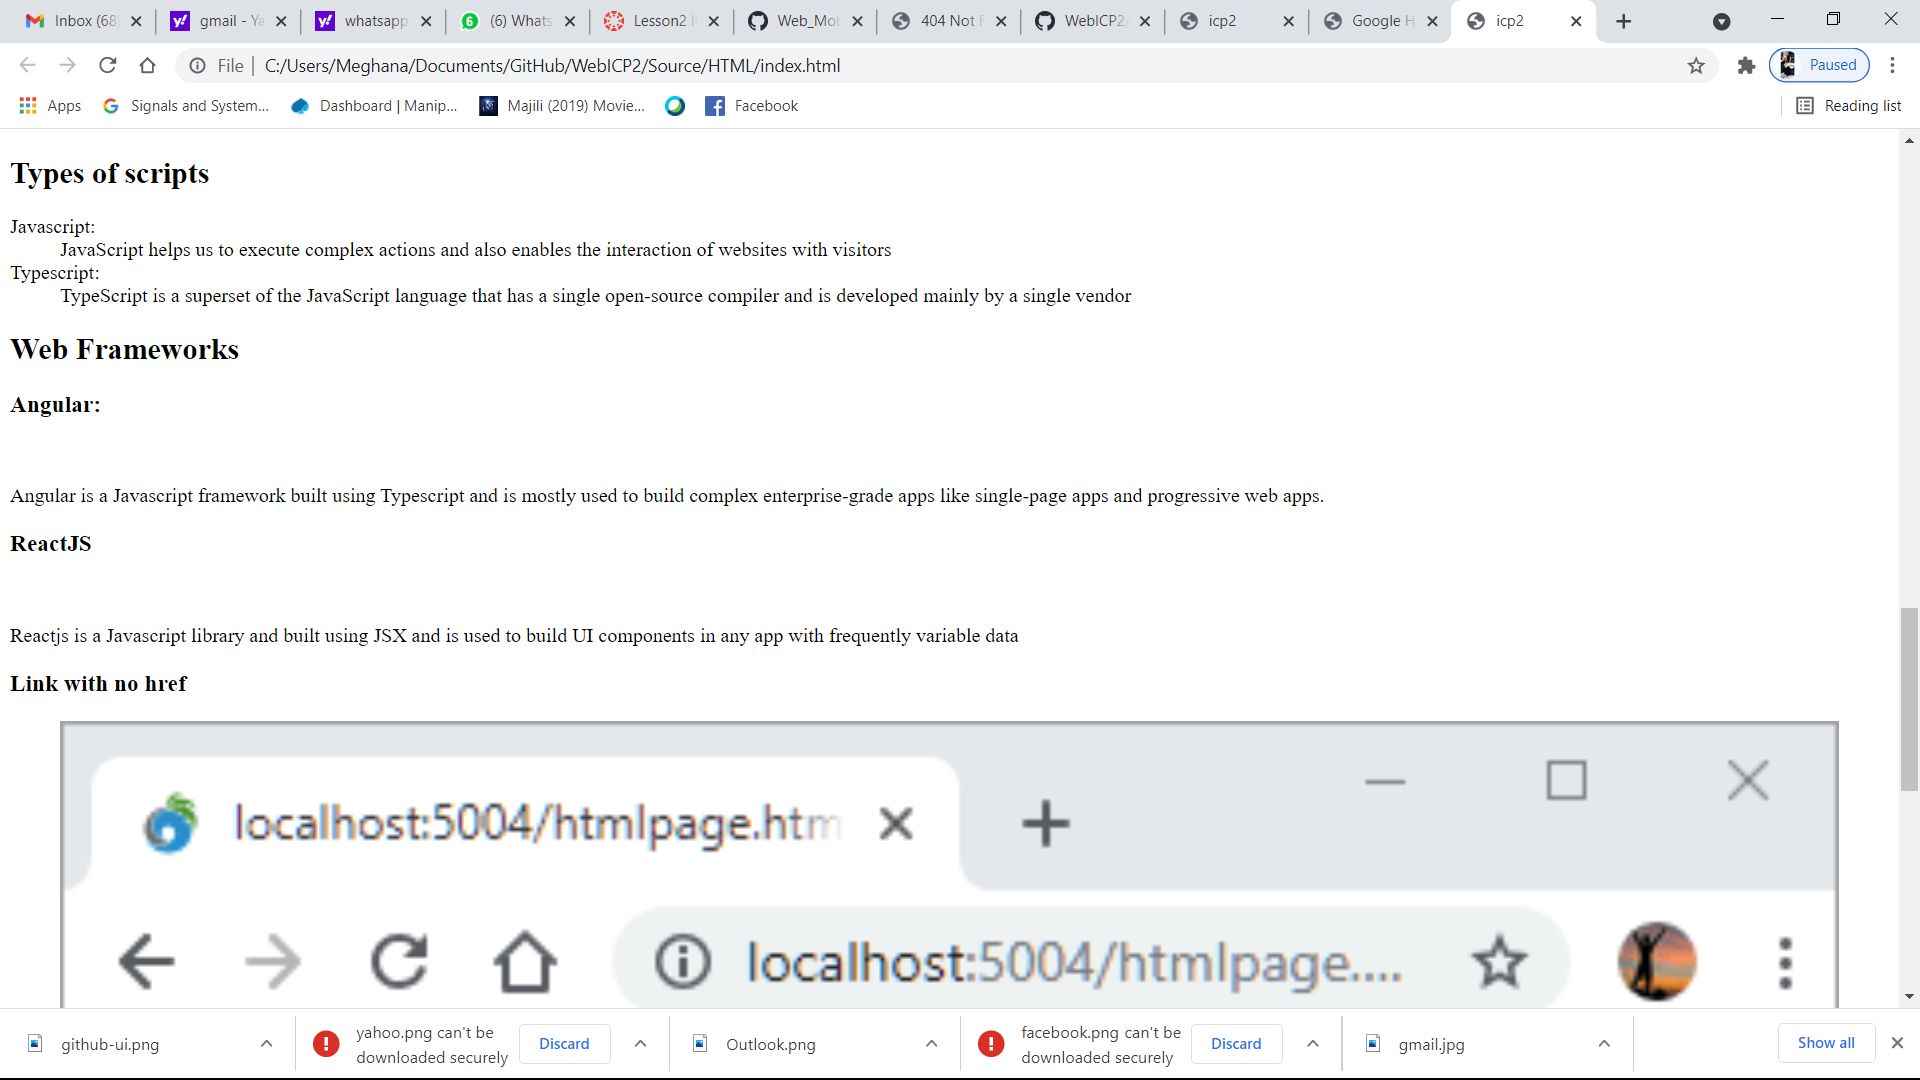 Inbox (68)
gmail - Ya
whatsapp
(6) Whats
Lesson2 I
Web_Mob
404 Not F
WebICP2/
icp2
Google H
icp2
File | C:/Users/Meghana/Documents/GitHub/WebICP2/Source/HTML/index.html
Paused
Apps
Signals and System...
Dashboard | Manip...
Majili (2019) Movie...
Facebook
Reading list
Types of scripts
Javascript:
JavaScript helps us to execute complex actions and also enables the interaction of websites with visitors
Typescript:
TypeScript is a superset of the JavaScript language that has a single open-source compiler and is developed mainly by a single vendor
Web Frameworks
Angular:
Angular is a Javascript framework built using Typescript and is mostly used to build complex enterprise-grade apps like single-page apps and progressive web apps.
ReactJS
Reactjs is a Javascript library and built using JSX and is used to build UI components in any app with frequently variable data
Link with no href
localhost:5004/htmlpage.htm
localhost:5004/htmlpage....
github-ui.png
yahoo.png can't be
downloaded securely
Discard
Outlook.png
facebook.png can't be
downloaded securely
Discard
gmail.jpg
Show all